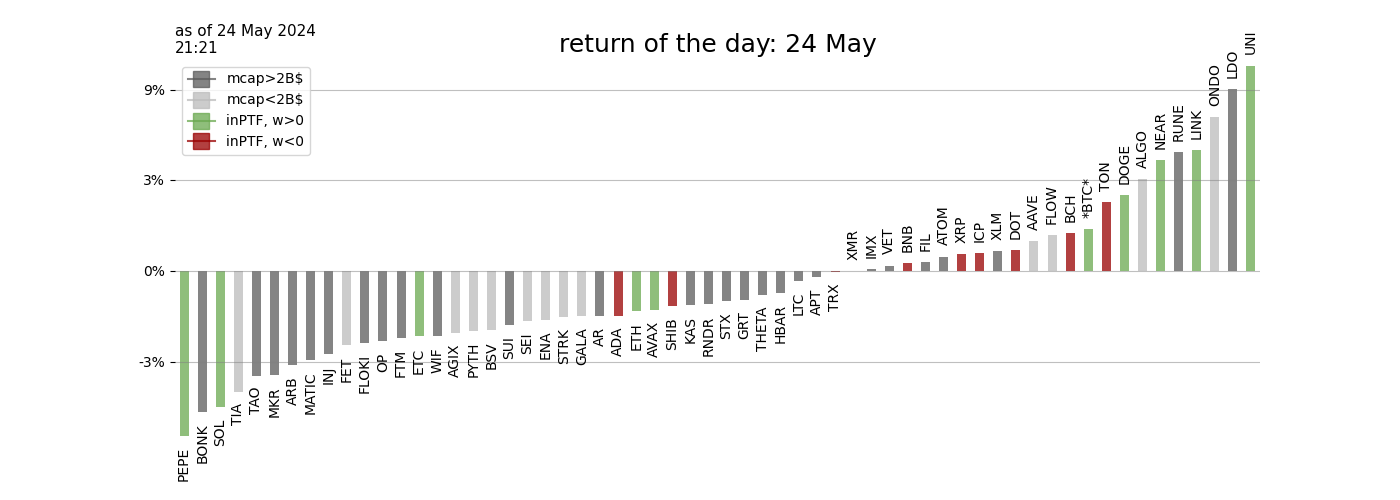 as of 24 May 2024
21:21
return of the day: 24 May
mcap>2B$
mcap<2B$
inPTF, w>0
inPTF, w<0
9%
3%
0%
-3%
PEPE
BONK
SOL
TIA
TAO
MKR
ARB
MATIC
INJ
FET
FLOKI
OP
FTM
ETC
WIF
AGIX
PYTH
BSV
SUI
SEI
ENA
STRK
GALA
AR
ADA
ETH
AVAX
SHIB
KAS
RNDR
STX
GRT
THETA
HBAR
LTC
APT
TRX
XMR
IMX
VET
BNB
FIL
ATOM
XRP
ICP
XLM
DOT
AAVE
FLOW
BCH
*BTC*
TON
DOGE
ALGO
NEAR
RUNE
LINK
ONDO
LDO
UNI